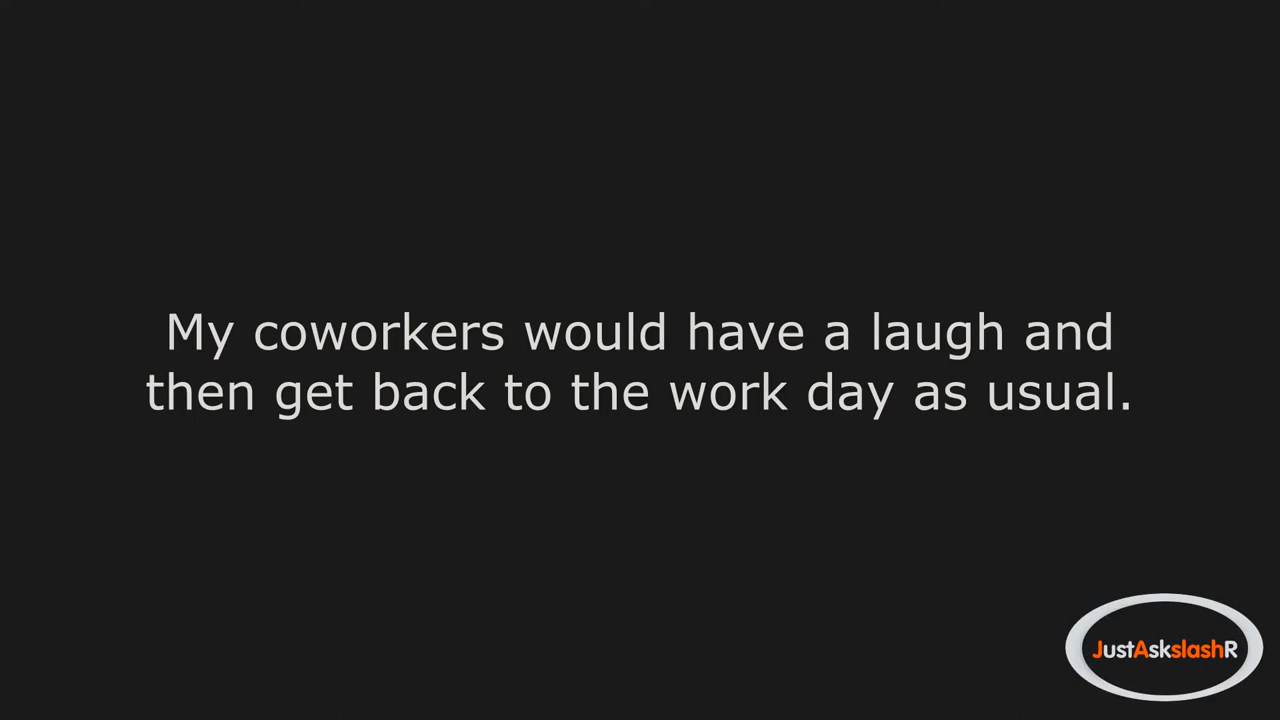 My coworkers would have a laugh and
then get back to the work day as usual.
JustAskslashR